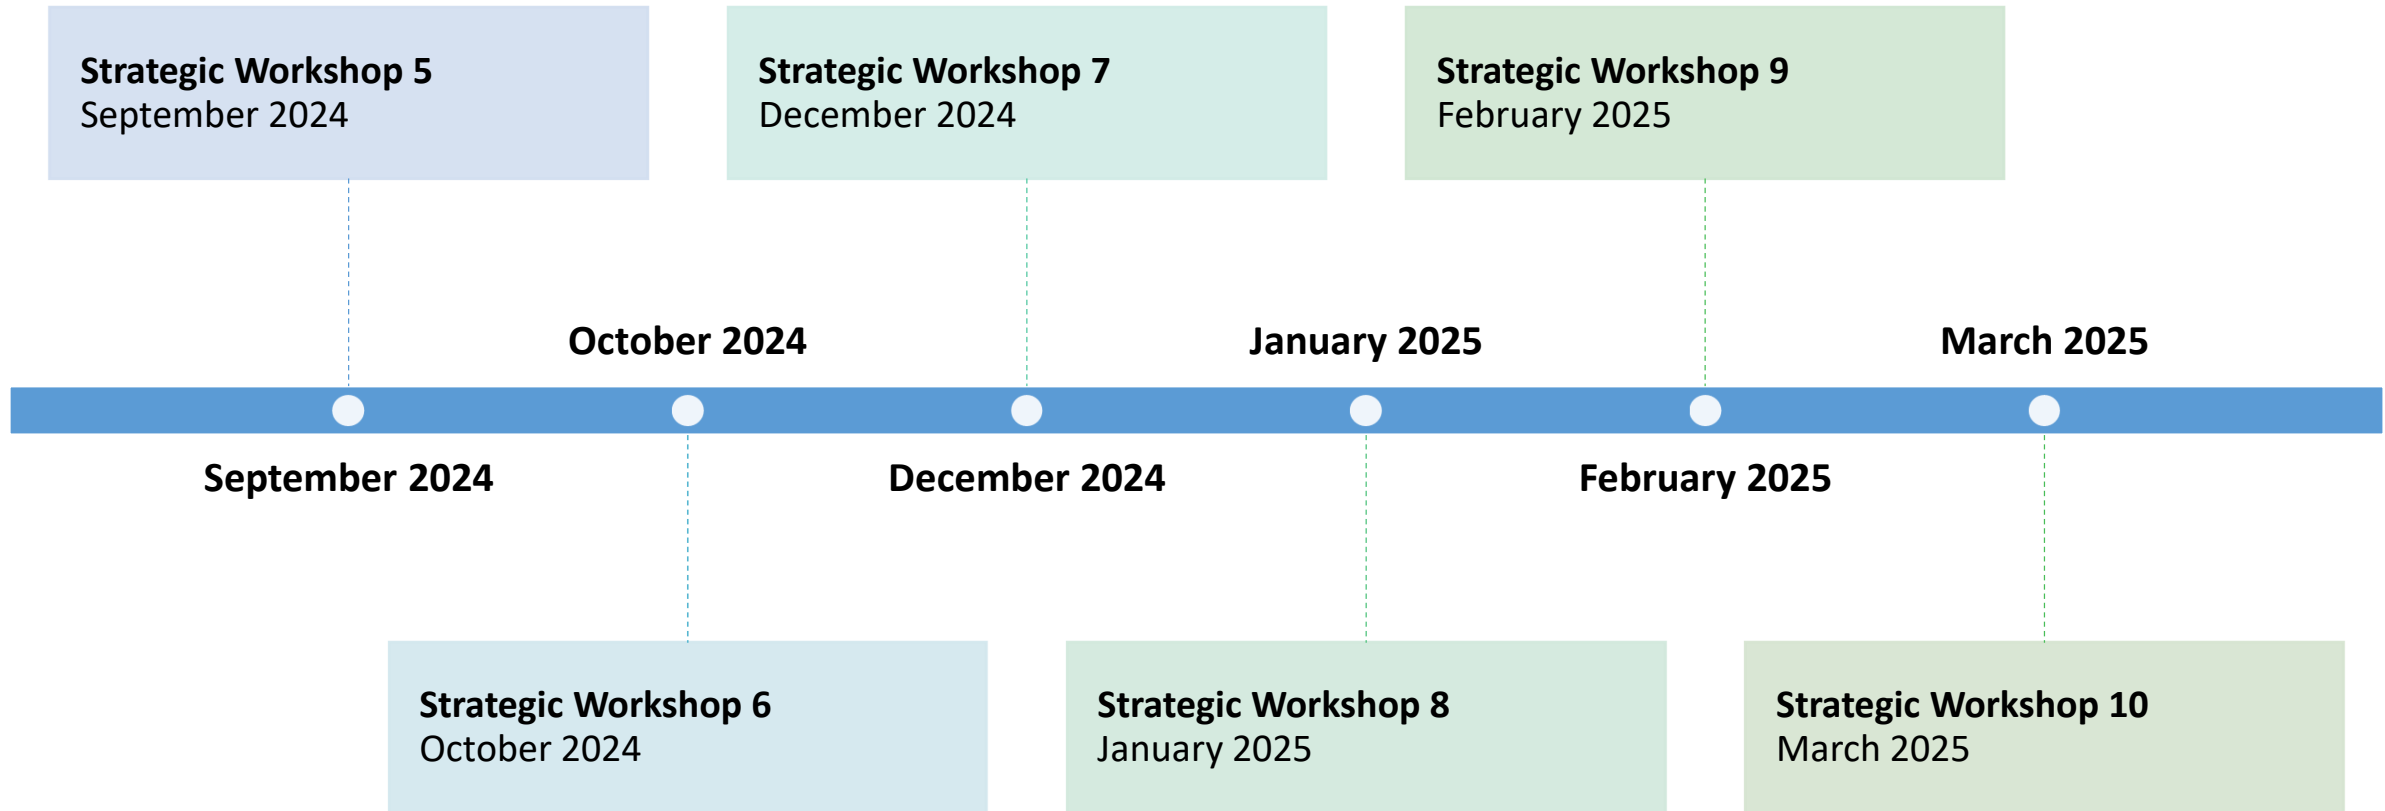 Strategic Workshop 5
September 2024
Strategic Workshop 7
December 2024
Strategic Workshop 9
February 2025
October 2024
January 2025
March 2025
September 2024
December 2024
February 2025
Strategic Workshop 6
October 2024
Strategic Workshop 8
January 2025
Strategic Workshop 10
March 2025